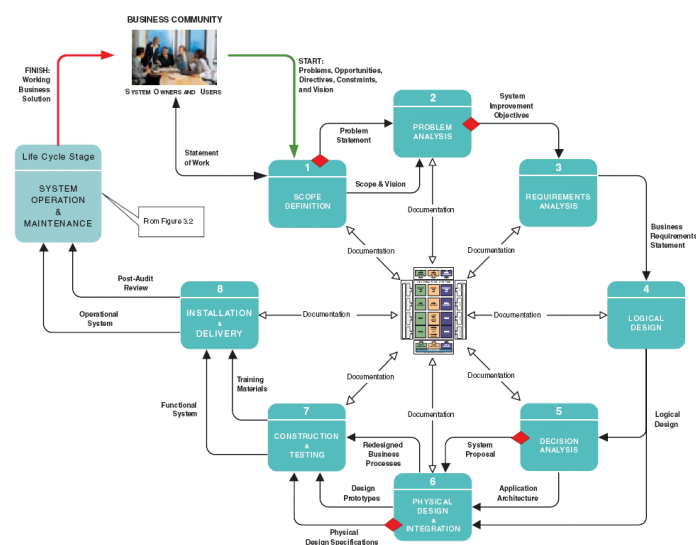 BUSINESS COMMUNITY
SYSTEM OWNERS AND USERS
FINISH:
Working
Business
Solution
START:
Problems, Opportunities,
Directives, Constraints,
and Vision
Statement
of Work
Life Cycle Stage
SYSTEM
OPERATION
&
MAINTENANCE
From Figure 3.2
1
SCOPE
DEFINITION
Problem
Statement
Scope & Vision
2
PROBLEM
ANALYSIS
System
Improvement
Objectives
3
REQUIREMENTS
ANALYSIS
Business
Requirements
Statement
Documentation
Documentation
Documentation
8
INSTALLATION
&
DELIVERY
Post-Audit
Review
Operational
System
Documentation
Documentation
4
LOGICAL
DESIGN
Training
Materials
Functional
System
Documentation
Documentation
Documentation
7
CONSTRUCTION
&
TESTING
Redesigned
Business
Processes
System
Proposal
5
DECISION
ANALYSIS
Logical
Design
Design
Prototypes
6
PHYSICAL
DESIGN
&
INTEGRATION
Application
Architecture
Physical
Design Specifications